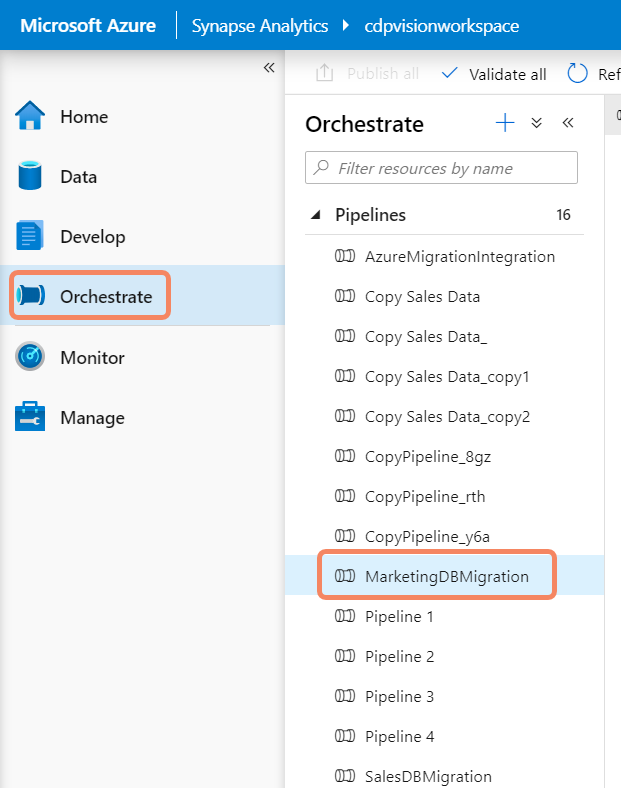 Microsoft Azure Synapse Analytics cdpvisionworkspace
Publish all Validate all Ref
Home
Data
Develop
Orchestrate
Monitor
Manage
Orchestrate
Filter resources by name
Pipelines 16
AzureMigrationIntegration
Copy Sales Data
Copy Sales Data_
Copy Sales Data_copy1
Copy Sales Data_copy2
CopyPipeline_8gz
CopyPipeline_rth
CopyPipeline_y6a
MarketingDBMigration
Pipeline 1
Pipeline 2
Pipeline 3
Pipeline 4
SalesDBMigration